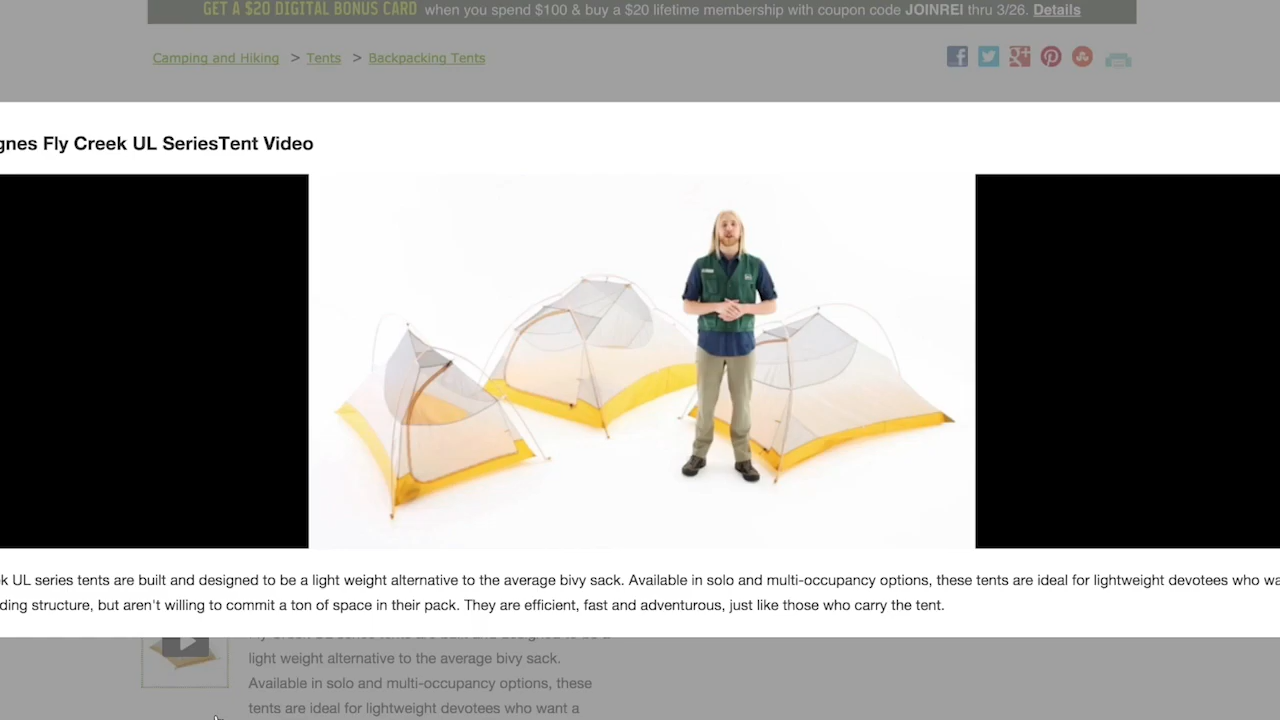 GET A $20 DIGITAL BONUS CARD when you spend $100 & buy a $20 lifetime membership with coupon code JOINREI thru 3/26. Details
Camping and Hiking > Tents > Backpacking Tents
gnes Fly Creek UL SeriesTent Video
k UL series tents are built and designed to be a light weight alternative to the average bivy sack. Available in solo and multi-occupancy options, these tents are ideal for lightweight devotees who wa
ding structure, but aren't willing to commit a ton of space in their pack. They are efficient, fast and adventurous, just like those who carry the tent.
light weight alternative to the average bivy sack.
Available in solo and multi-occupancy options, these
tents are ideal for lightweight devotees who want a